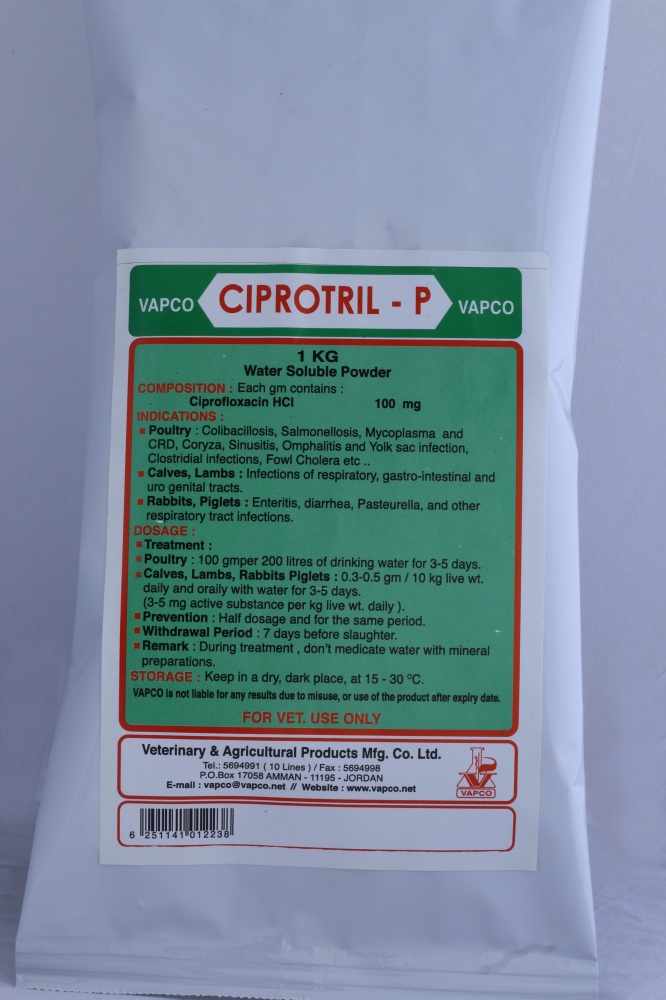 VAPCO CIPROTRIL - P VAPCO
1 KG
Water Soluble Powder
COMPOSITION : Each gm contains :
Ciprofloxacin HCl 100 mg
INDICATIONS :
Poultry : Colibacillosis, Salmonellosis, Mycoplasma and
CRD, Coryza, Sinusitis, Omphalitis and Yolk sac infection,
Clostridial infections, Fowl Cholera etc ..
Calves, Lambs : Infections of respiratory, gastro-intestinal and
uro genital tracts.
Rabbits, Piglets : Enteritis, diarrhea, Pasteurella, and other
respiratory tract infections.
DOSAGE :
Treatment :
*Poultry : 100 gmper 200 litres of drinking water for 3-5 days.
*Calves, Lambs, Rabbits Piglets : 0.3-0.5 gm / 10 kg live wt.
daily and oraily with water for 3-5 days.
(3-5 mg active substance per kg live wt. daily ).
Prevention : Half dosage and for the same period.
Withdrawal Period : 7 days before slaughter.
Remark : During treatment , don't medicate water with mineral
preparations.
STORAGE : Keep in a dry, dark place, at 15 - 30 ºC.
VAPCO is not liable for any results due to misuse, or use of the product after expiry date.
FOR VET. USE ONLY
Veterinary & Agricultural Products Mfg. Co. Ltd.
Tel.: 5694991 ( 10 Lines ) / Fax : 5694998
P.O.Box 17058 AMMAN - 11195 - JORDAN
E-mail : vapco@vapco.net // Website : www.vapco.net
VAPCO
6 251141 012238